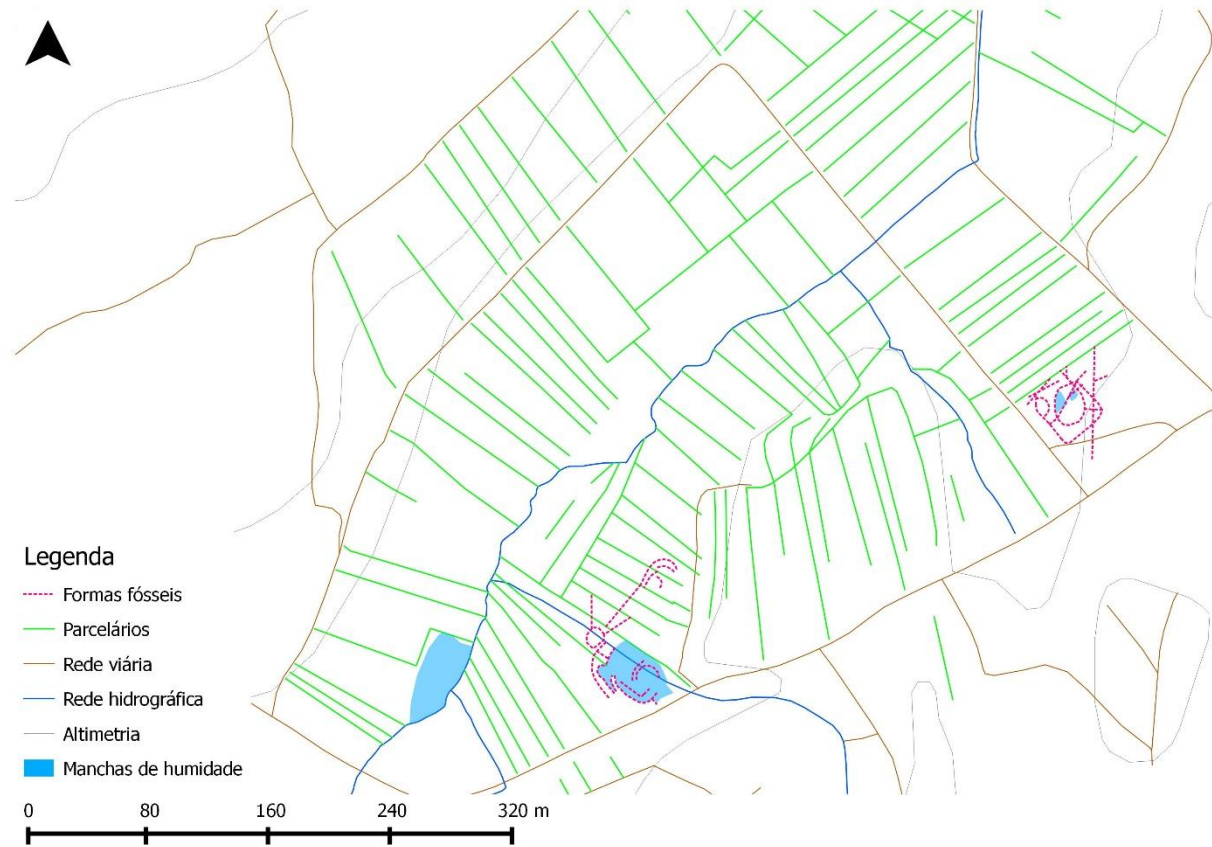 Legenda
Formas fósseis
Parcelários
Rede viária
Rede hidrográfica
Altimetria
Manchas de humidade
0 80 160 240 320 m